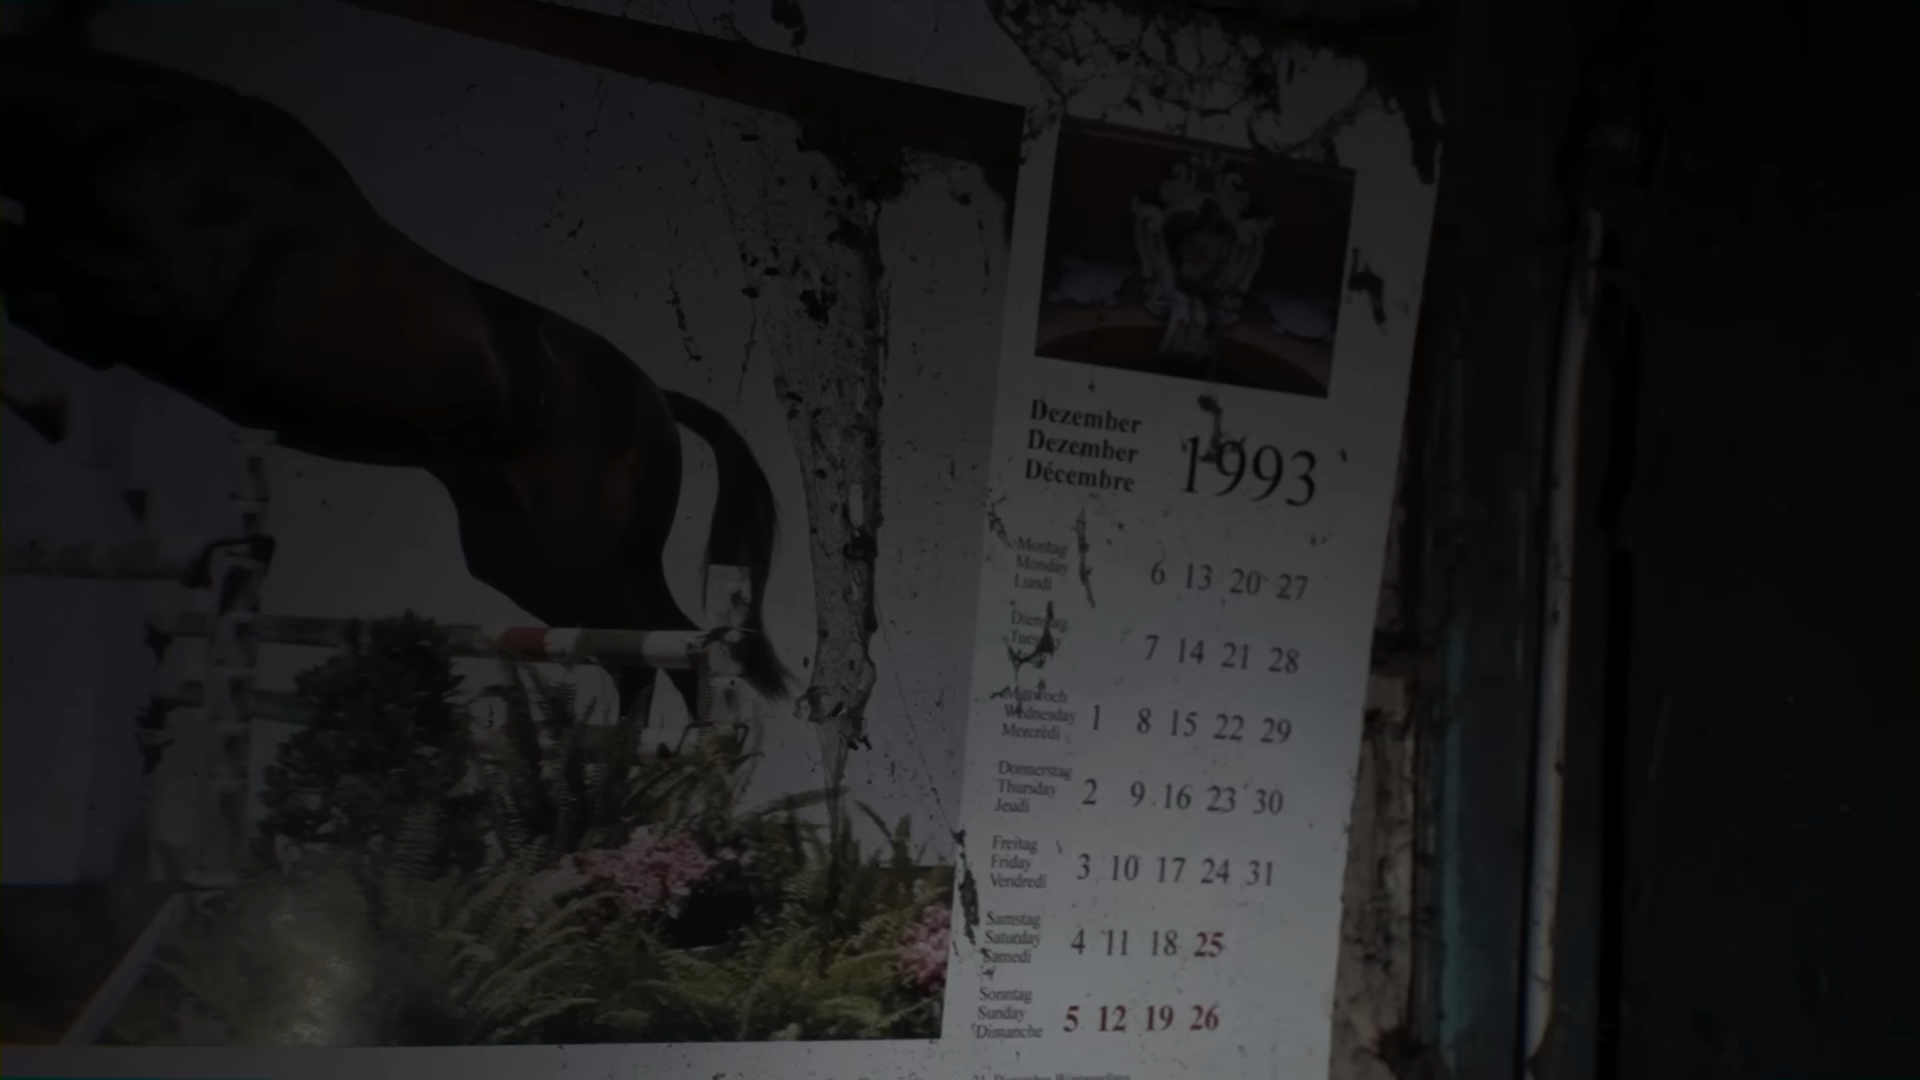 Dezember
Dezember
Décembre
1993
Montag
Monday
Lundi
6 13 20 27
Dienstag
Tuesday
7 14 21 28
Mittwoch
Wednesday
Mercredi
1 8 15 22 29
Donnerstag
Thursday
Jeudi
2 9 16 23 30
Freitag
Friday
Vendredi
3 10 17 24 31
Samstag
Saturday
Samedi
4 11 18 25
Sonntag
Sunday
Dimanche
5 12 19 26